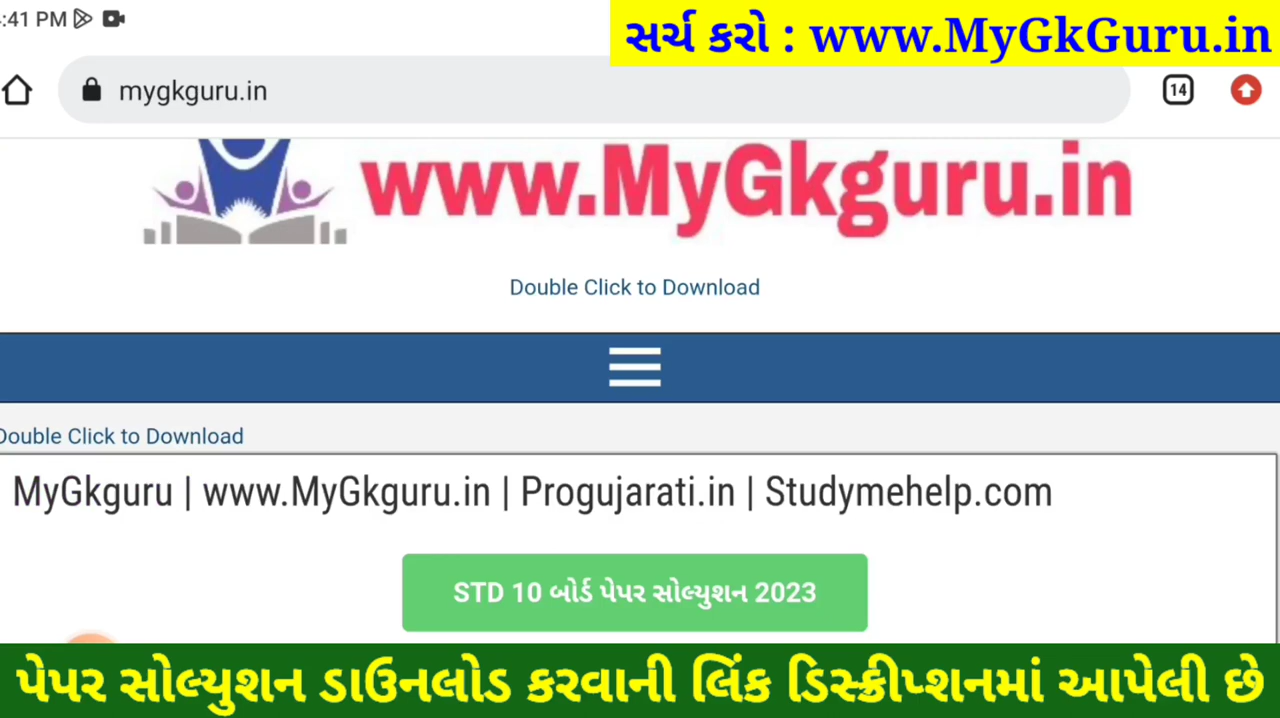 :41 PM
સર્ચ કરો : www.MyGkGuru.in
mygkguru.in
14
www.MyGkguru.in
Double Click to Download
Double Click to Download
MyGkguru | www.MyGkguru.in | Progujarati.in | Studymehelp.com
STD 10 બોર્ડ પેપર સોલ્યુશન 2023
પેપર સોલ્યુશન ડાઉનલોડ કરવાની લિંક ડિસ્ક્રીપ્શનમાં આપેલી છે